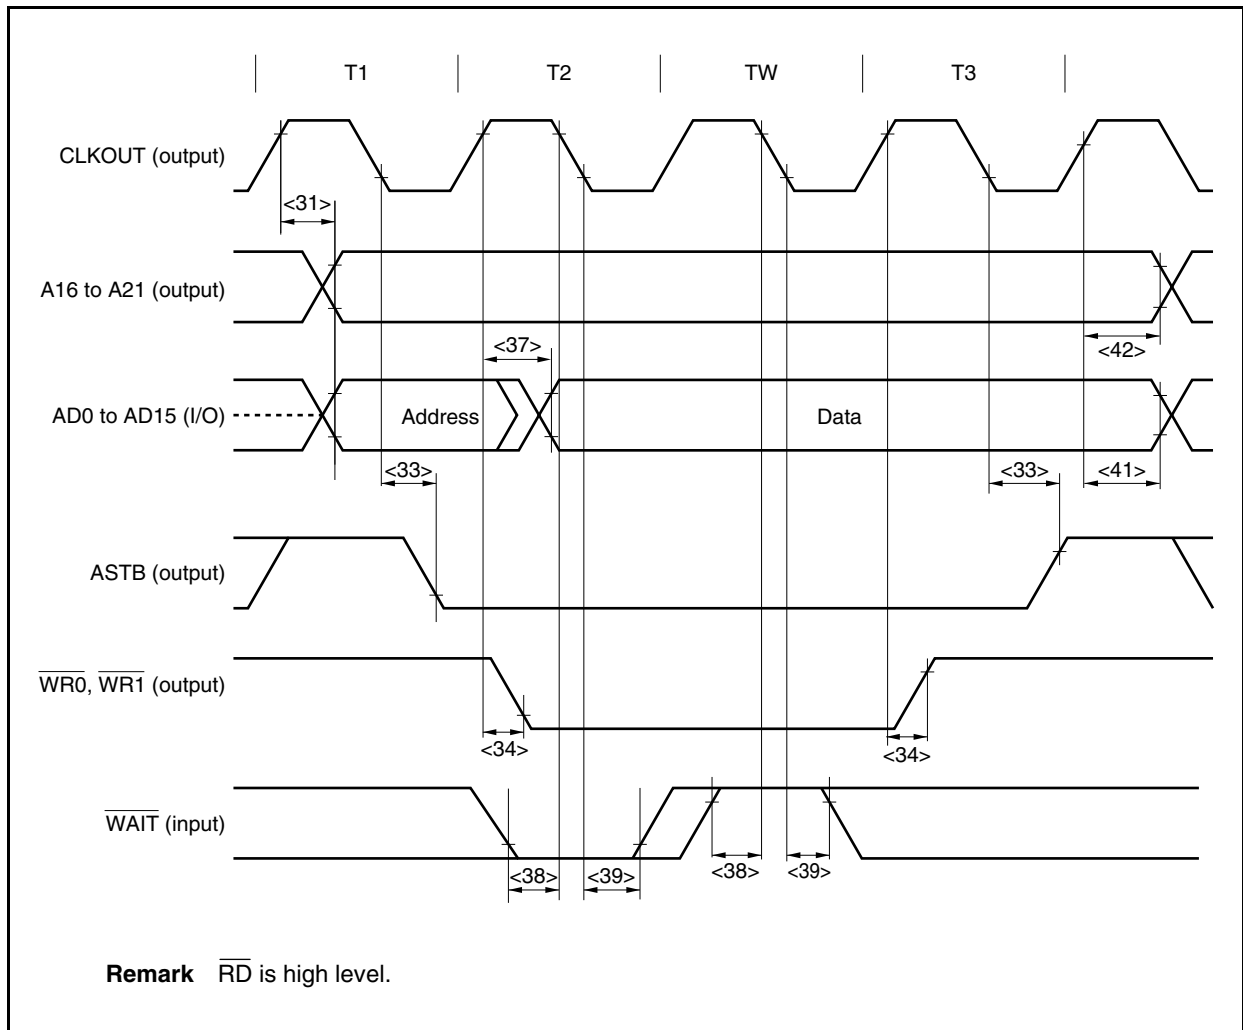 T1 T2 TW T3
CLKOUT (output)
<31>
A16 to A21 (output)
<37> <42>
AD0 to AD15 (I/O) Address Data
<33> <33> <41>
ASTB (output)
WR0, WR1 (output)
<34> <34>
WAIT (input)
<38> <39> <38> <39>
Remark RD is high level.